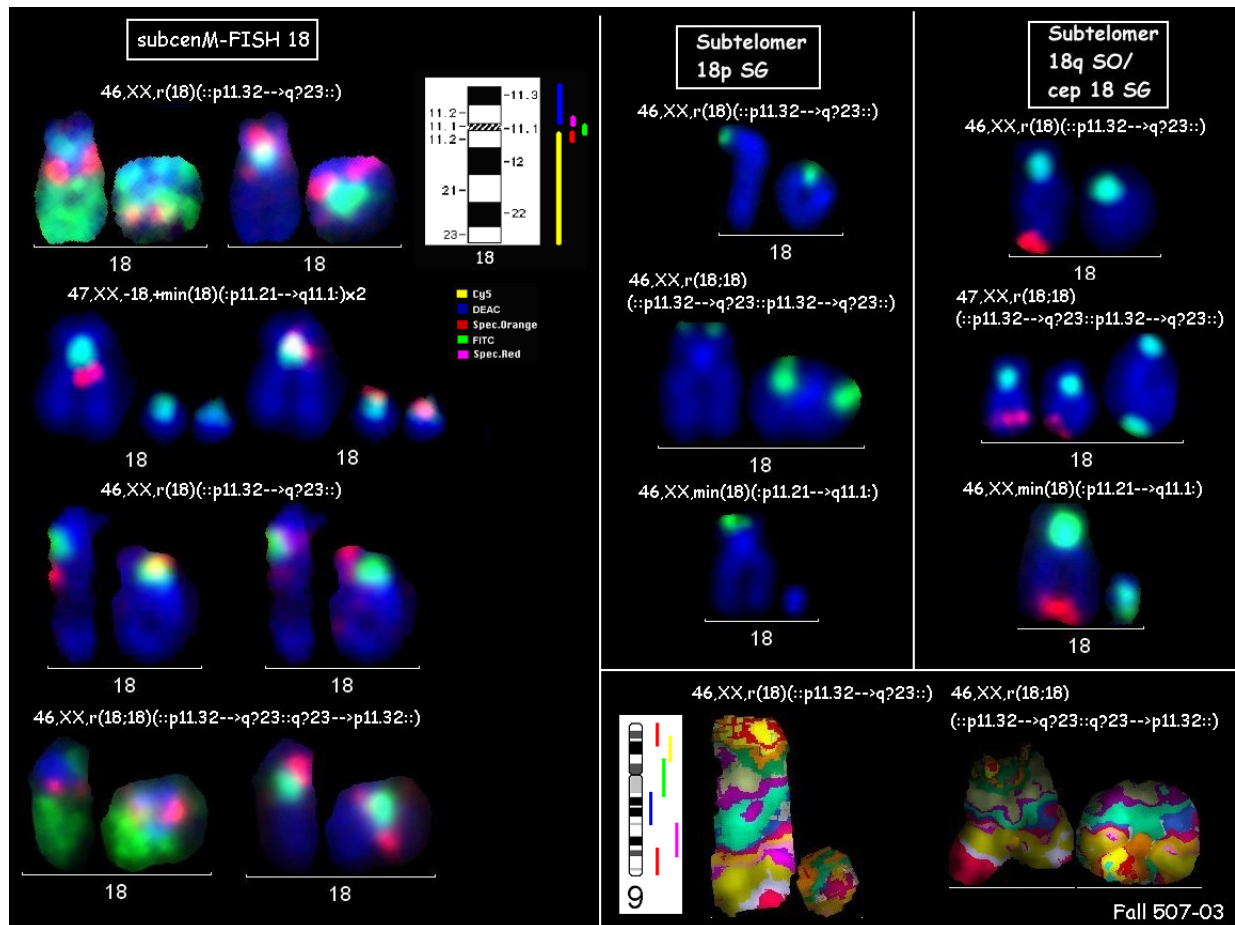 subcenM-FISH 18
46,XX,r(18)(::p11.32-->q?23::)
11.2
11.1
11.2
21
22
23
-11.3
-11.1
-12
-22
18
18
18
47,XX,-18,+min(18)(:p11.21-->q11.1:)x2
Cy5
DEAC
Spec.Orange
FITC
Spec.Red
18
18
46,XX,r(18)(::p11.32-->q?23::)
18
18
46,XX,r(18;18)(::p11.32-->q?23::q?23-->p11.32::)
18
18
Subtelomer
18p SG
46,XX,r(18)(::p11.32-->q?23::)
18
46,XX,r(18;18)
(::p11.32-->q?23::p11.32-->q?23::)
18
46,XX,min(18)(:p11.21-->q11.1:)
18
Subtelomer
18q SO/
cep 18 SG
46,XX,r(18)(::p11.32-->q?23::)
18
47,XX,r(18;18)
(::p11.32-->q?23::p11.32-->q?23::)
18
46,XX,min(18)(:p11.21-->q11.1:)
18
46,XX,r(18)(::p11.32-->q?23::)
9
46,XX,r(18;18)
(::p11.32-->q?23::q?23-->p11.32::)
Fall 507-03